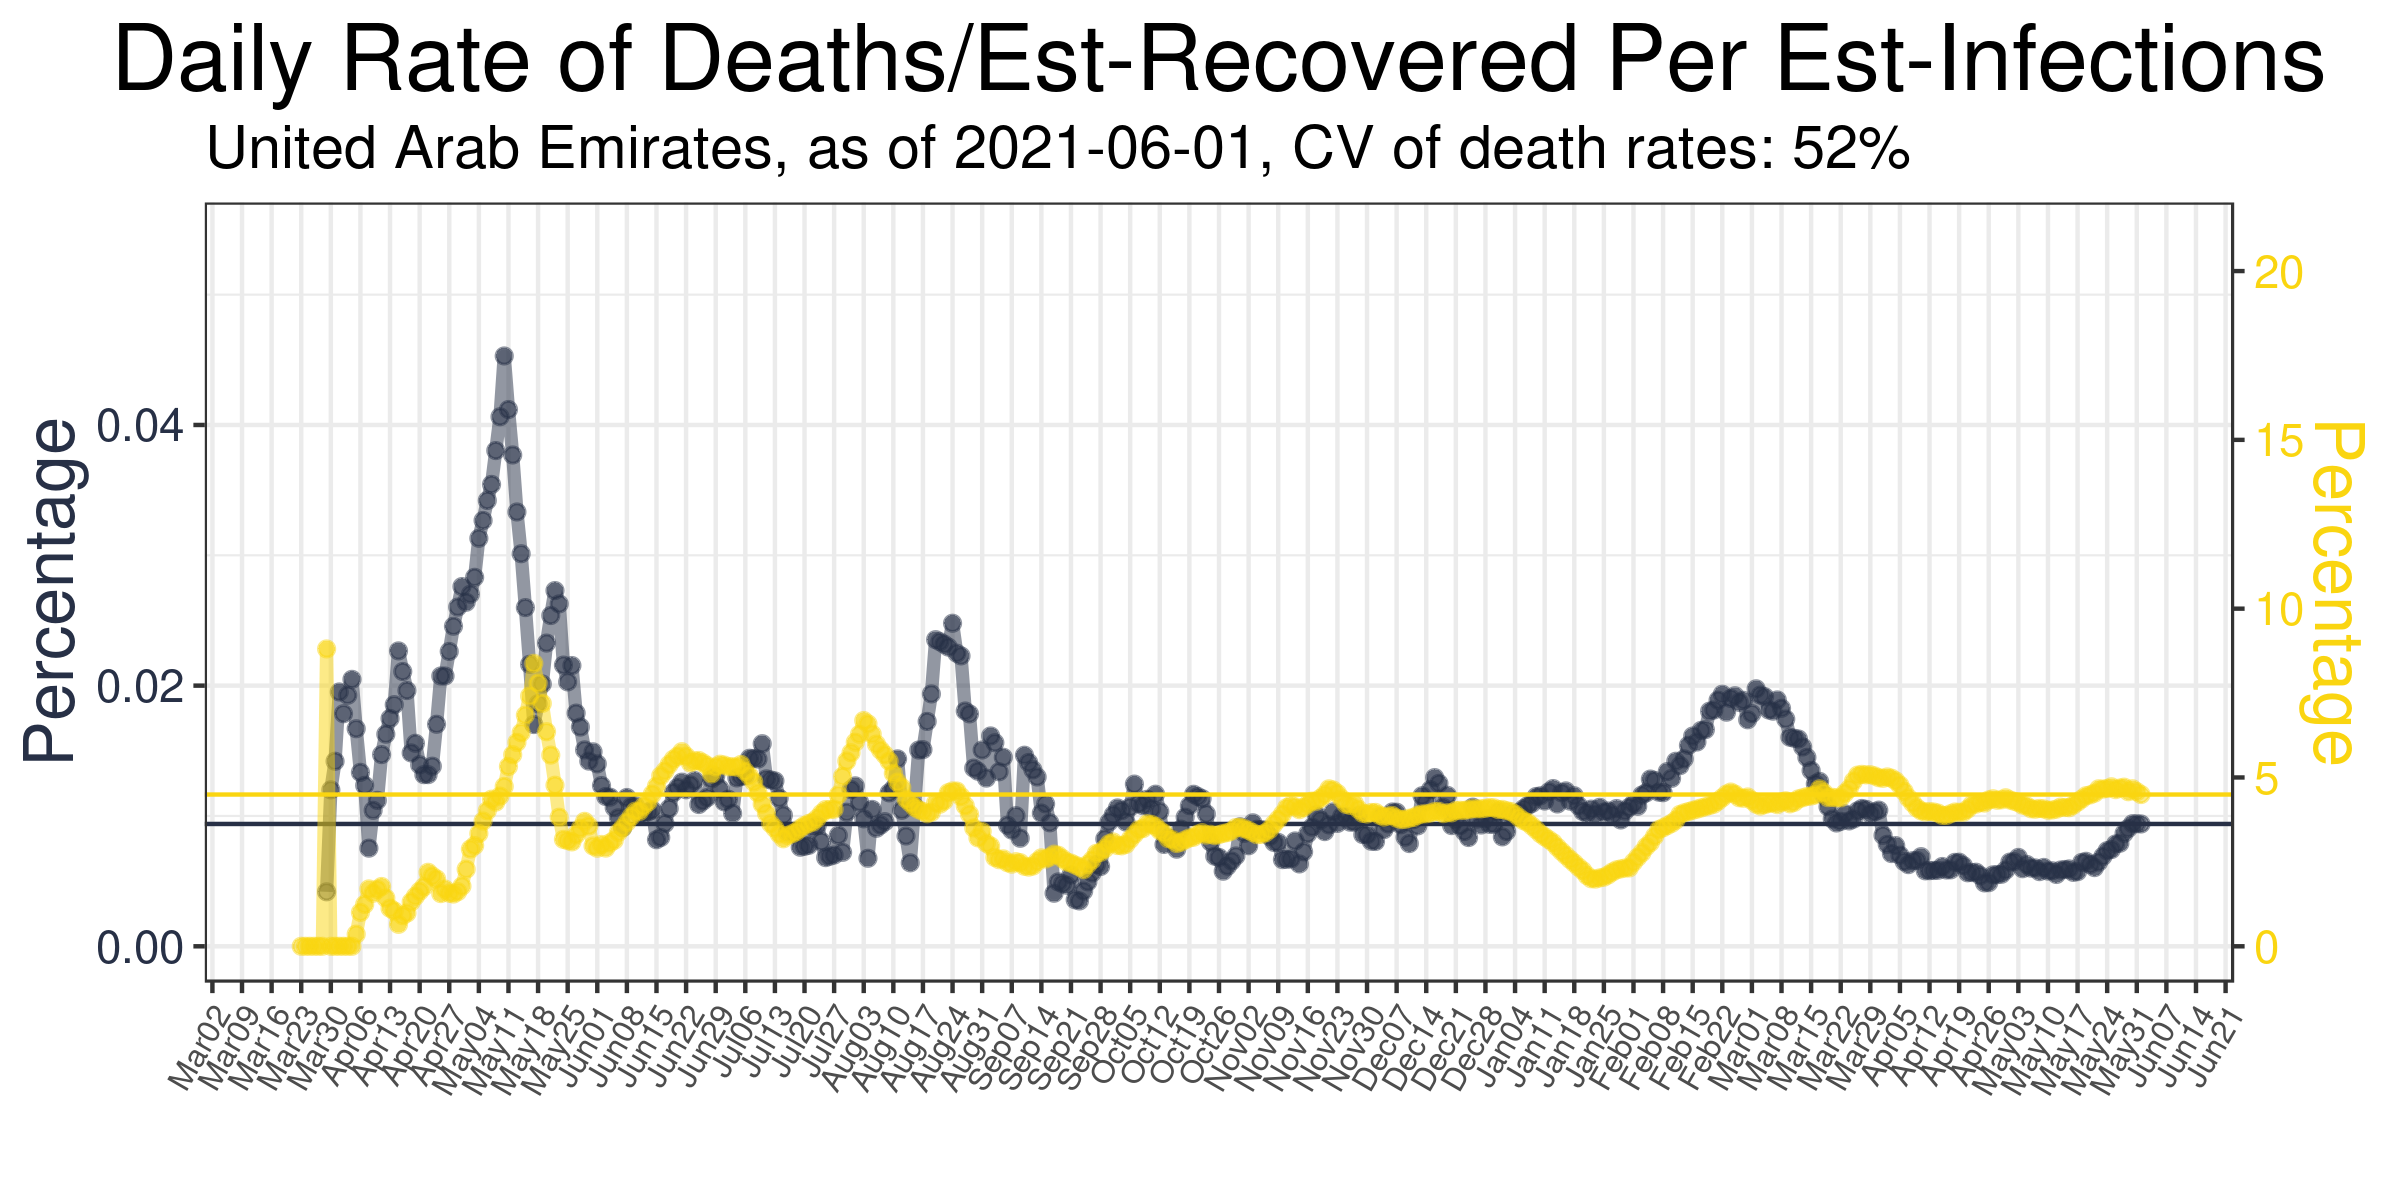 Daily Rate of Deaths/Est-Recovered Per Est-Infections
United Arab Emirates, as of 2021-06-01, CV of death rates: 52%
Percentage
0.04
0.02
0.00
20
15
10
5
0
Percentage
Mar02
Mar09
Mar16
Mar23
Mar30
Apr06
Apr13
Apr20
Apr27
May04
May11
May18
May25
Jun01
Jun08
Jun15
Jun22
Jun29
Jul06
Jul13
Jul20
Jul27
Aug03
Aug10
Aug17
Aug24
Aug31
Sep07
Sep14
Sep21
Sep28
Oct05
Oct12
Oct19
Oct26
Nov02
Nov09
Nov16
Nov23
Nov30
Dec07
Dec14
Dec21
Dec28
Jan04
Jan11
Jan18
Jan25
Feb01
Feb08
Feb15
Feb22
Mar01
Mar08
Mar15
Mar22
Mar29
Apr05
Apr12
Apr19
Apr26
May03
May10
May17
May24
May31
Jun07
Jun14
Jun21